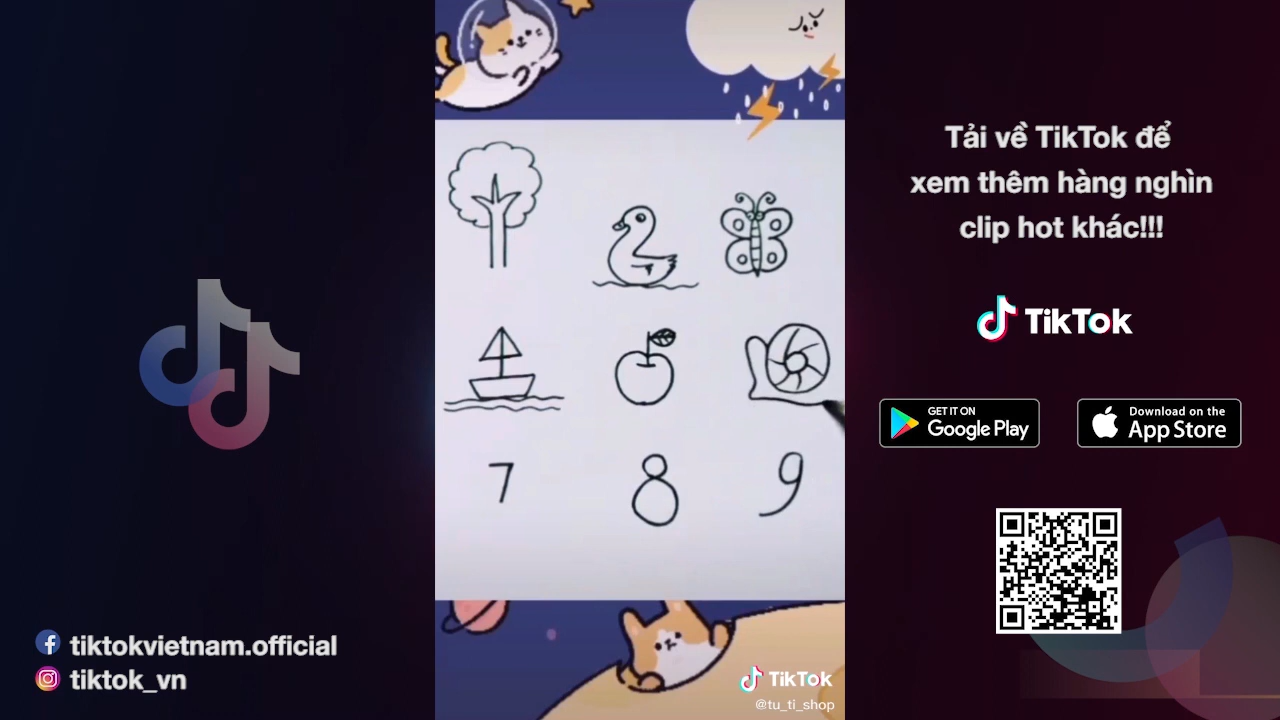 Tải về TikTok để
xem thêm hàng nghìn
clip hot khác!!!
TikTok
GET IT ON
Google Play
Download on the
App Store
7
8
9
tiktokvietnam.official
tiktok_vn
TikTok
@tu_ti_shop